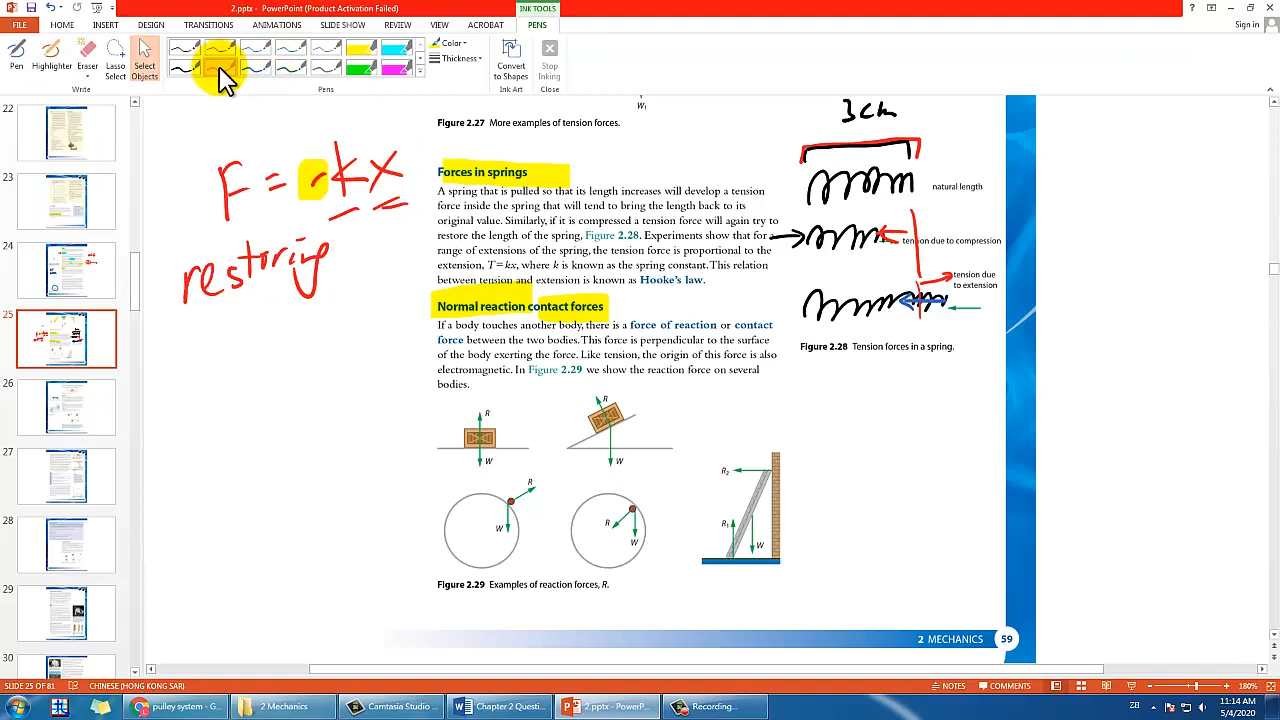 2.pptx - PowerPoint (Product Activation Failed)
INK TOOLS
FILE
HOME
INSERT
DESIGN
TRANSITIONS
ANIMATIONS
SLIDE SHOW
REVIEW
VIEW
ACROBAT
PENS
Sign in
Pen
Highlighter
Eraser
Lasso Select
Select Objects
Color
Thickness
Convert to Shapes
Stop Inking
Write
Pens
Ink Art
Close
22
23
24
25
26
27
28
29
30
F = -kx
restoring
W1
Figure 2.27
examples of tension forces.
Forces in springs
A spring that is pulled so that its length increases will develop a tension
force inside the spring that will tend to bring the length back to its
original value. Similarly, if it is compressed a tension force will again try to
restore the length of the spring, Figure 2.28. Experiments show that for a
range of extensions of the spring, the tension force is proportional to the
extension, where k is known as the spring constant. This relation
between and extension is known as Hooke's law.
Normal reaction contact forces
If a body touches another body, there is a force of reaction or contact
force between the two bodies. This force is perpendicular to the surface
of the body exerting the force. Like tension, the origin of this force is also
electromagnetic. In Figure 2.29 we show the reaction force on several
bodies.
R
W
R
W
R
W
R
W
R2
R1
W
Figure 2.29 Examples of reaction forces, R.
3cm
natural length
tension due to compression
tension due
to extension
Figure 2.28 Tension forces in a spring.
2 MECHANICS
59
SLIDE 25 OF 81
CHINESE (HONG KONG SAR)
NOTES
COMMENTS
180%
pulley system - G...
2 Mechanics
Camtasia Studio
Chapter 2 Questi...
2.pptx - PowerP...
Recording...
ZH
11:14 AM
5/4/2020